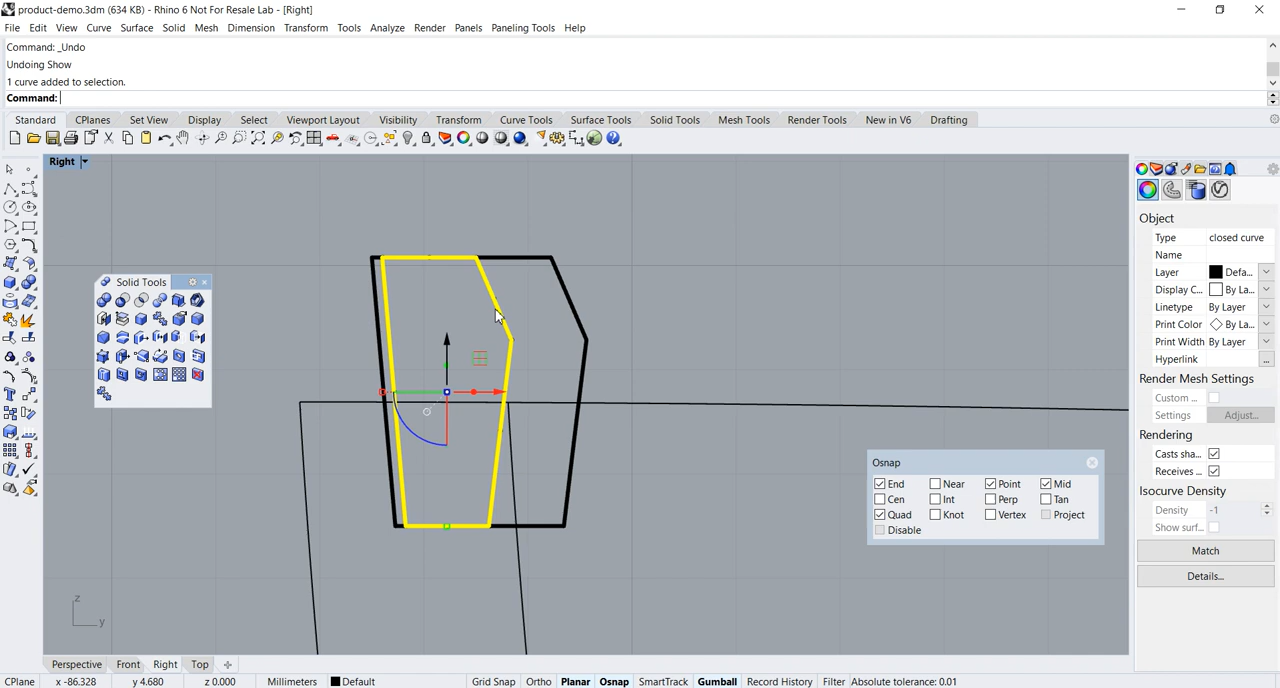 product-demo.3dm (634 KB) - Rhino 6 Not For Resale Lab - [Right]
File Edit View Curve Surface Solid Mesh Dimension Transform Tools Analyze Render Panels Paneling Tools Help
Command: _Undo
Undoing Show
1 curve added to selection.
Command:
Standard CPlanes Set View Display Select Viewport Layout Visibility Transform Curve Tools Surface Tools Solid Tools Mesh Tools Render Tools New in V6 Drafting
Right
Solid Tools
Object
Type closed curve
Name
Layer Defa...
Display C... By La...
Linetype By Layer
Print Color By La...
Print Width By Layer
Hyperlink ...
Render Mesh Settings
Custom ...
Settings Adjust...
Rendering
Casts sha...
Receives ...
Isocurve Density
Density -1
Show surf...
Match
Details...
Osnap
End Near Point Mid
Cen Int Perp Tan
Quad Knot Vertex Project
Disable
z
y
Perspective Front Right Top
CPlane x -86.328 y 4.680 z 0.000 Millimeters Default Grid Snap Ortho Planar Osnap SmartTrack Gumball Record History Filter Absolute tolerance: 0.01